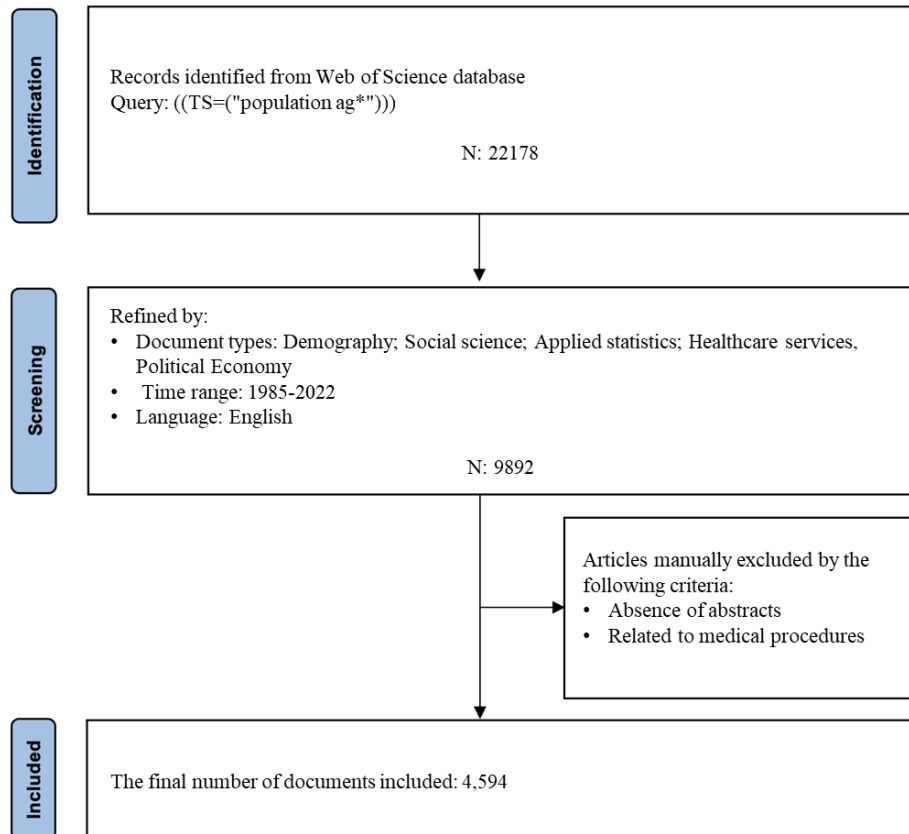 Identification
Records identified from Web of Science database
Query: ((TS=("population ag*")))
N: 22178
Screening
Refined by:
• Document types: Demography; Social science; Applied statistics; Healthcare services,
Political Economy
• Time range: 1985-2022
• Language: English
N: 9892
Articles manually excluded by the
following criteria:
• Absence of abstracts
• Related to medical procedures
Included
The final number of documents included: 4,594